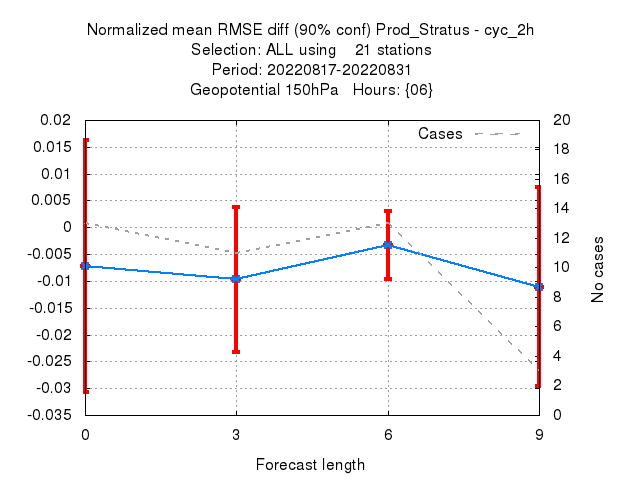 Normalized mean RMSE diff (90% conf) Prod_Stratus - cyc_2h
Selection: ALL using 21 stations
Period: 20220817-20220831
Geopotential 150hPa Hours: {06}
Cases
0.02
0.015
0.01
0.005
0
-0.005
-0.01
-0.015
-0.02
-0.025
-0.03
-0.035
20
18
16
14
12
10
8
6
4
2
0
No cases
0 3 6 9
Forecast length